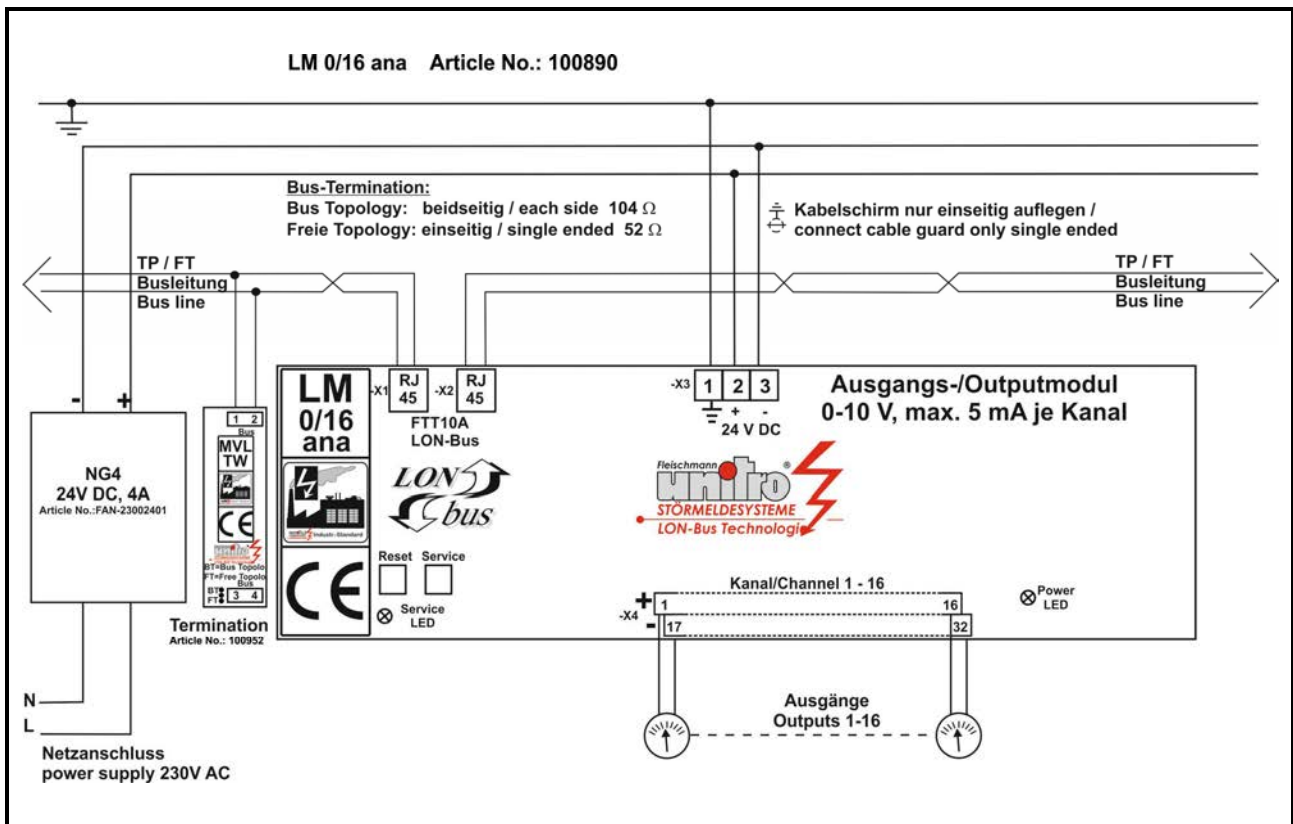 LM 0/16 ana Article No.: 100890
Bus-Termination:
Bus Topology: beidseitig / each side 104 Ω
Freie Topology: einseitig / single ended 52 Ω
Kabelschirm nur einseitig auflegen /
connect cable guard only single ended
TP / FT
Busleitung
Bus line
TP / FT
Busleitung
Bus line
- +
NG4
24V DC, 4A
Article No.:FAN-23002401
1 2
Bus
MVL
TW
CE
unitro
BT=Bus Topolo
FT=Free Topolo
Bus
BT
FT
3 4
Termination
Article No.: 100952
LM
0/16
ana
Industr.-Standard
CE
-X1 RJ 45
-X2 RJ 45
FTT10A
LON-Bus
LON
bus
Reset Service
Service
LED
-X3 1 2 3
+ -
24 V DC
Ausgangs-/Outputmodul
0-10 V, max. 5 mA je Kanal
Fleischmann
unitro®
STÖRMELDESYSTEME
LON-Bus Technologie
Kanal/Channel 1 - 16
+ 1 16
-X4
- 17 32
Power
LED
Ausgänge
Outputs 1-16
N
L
Netzanschluss
power supply 230V AC